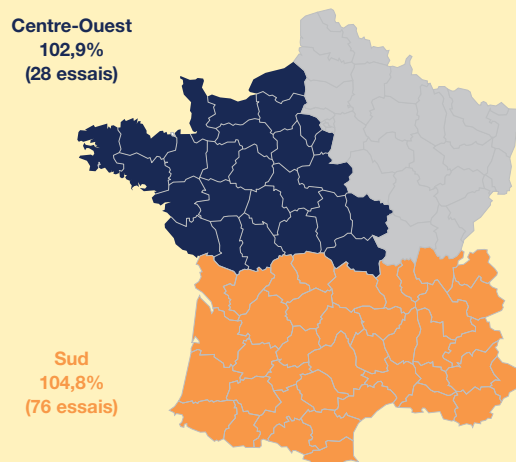 Centre-Ouest
102,9%
(28 essais)
Sud
104,8%
(76 essais)